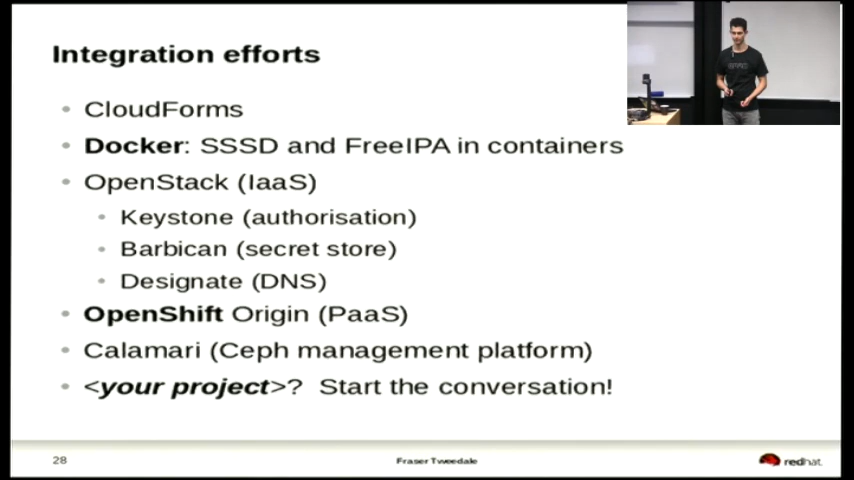 Integration efforts
CloudForms
Docker: SSSD and FreeIPA in containers
OpenStack (IaaS)
Keystone (authorisation)
Barbican (secret store)
Designate (DNS)
OpenShift Origin (PaaS)
Calamari (Ceph management platform)
<your project>?  Start the conversation!
28
Fraser Tweedale
redhat.